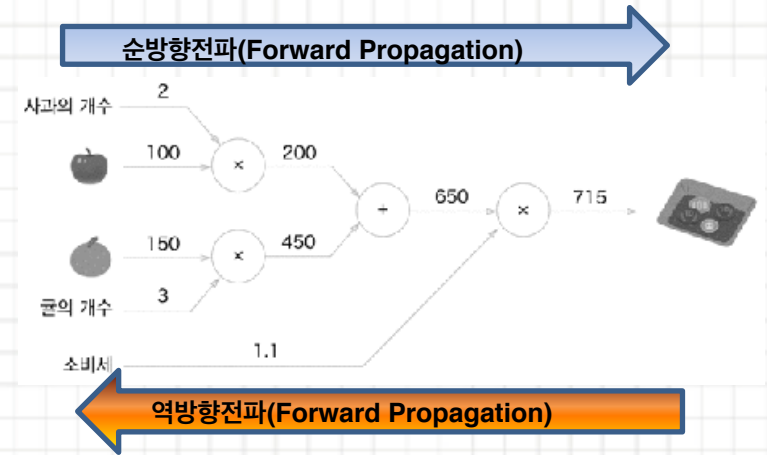 순방향전파(Forward Propagation)
사과의 개수
2
100
×
200
+
650
×
715
150
×
450
귤의 개수
3
소비세
1.1
역방향전파(Forward Propagation)